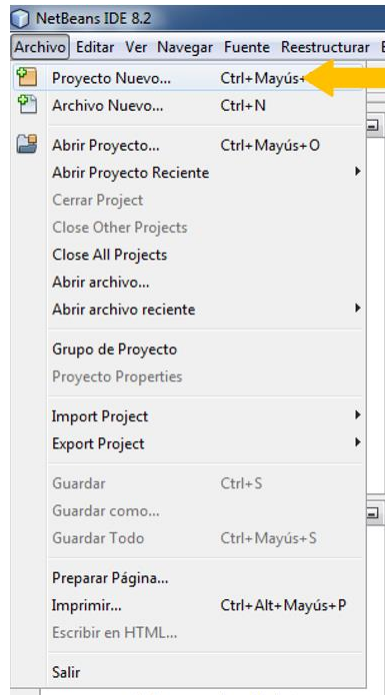 NetBeans IDE 8.2
Archivo Editar Ver Navegar Fuente Reestructurar
Proyecto Nuevo... Ctrl+Mayús+
Archivo Nuevo... Ctrl+N
Abrir Proyecto... Ctrl+Mayús+O
Abrir Proyecto Reciente
Cerrar Project
Close Other Projects
Close All Projects
Abrir archivo...
Abrir archivo reciente
Grupo de Proyecto
Proyecto Properties
Import Project
Export Project
Guardar Ctrl+S
Guardar como...
Guardar Todo Ctrl+Mayús+S
Preparar Página...
Imprimir... Ctrl+Alt+Mayús+P
Escribir en HTML...
Salir